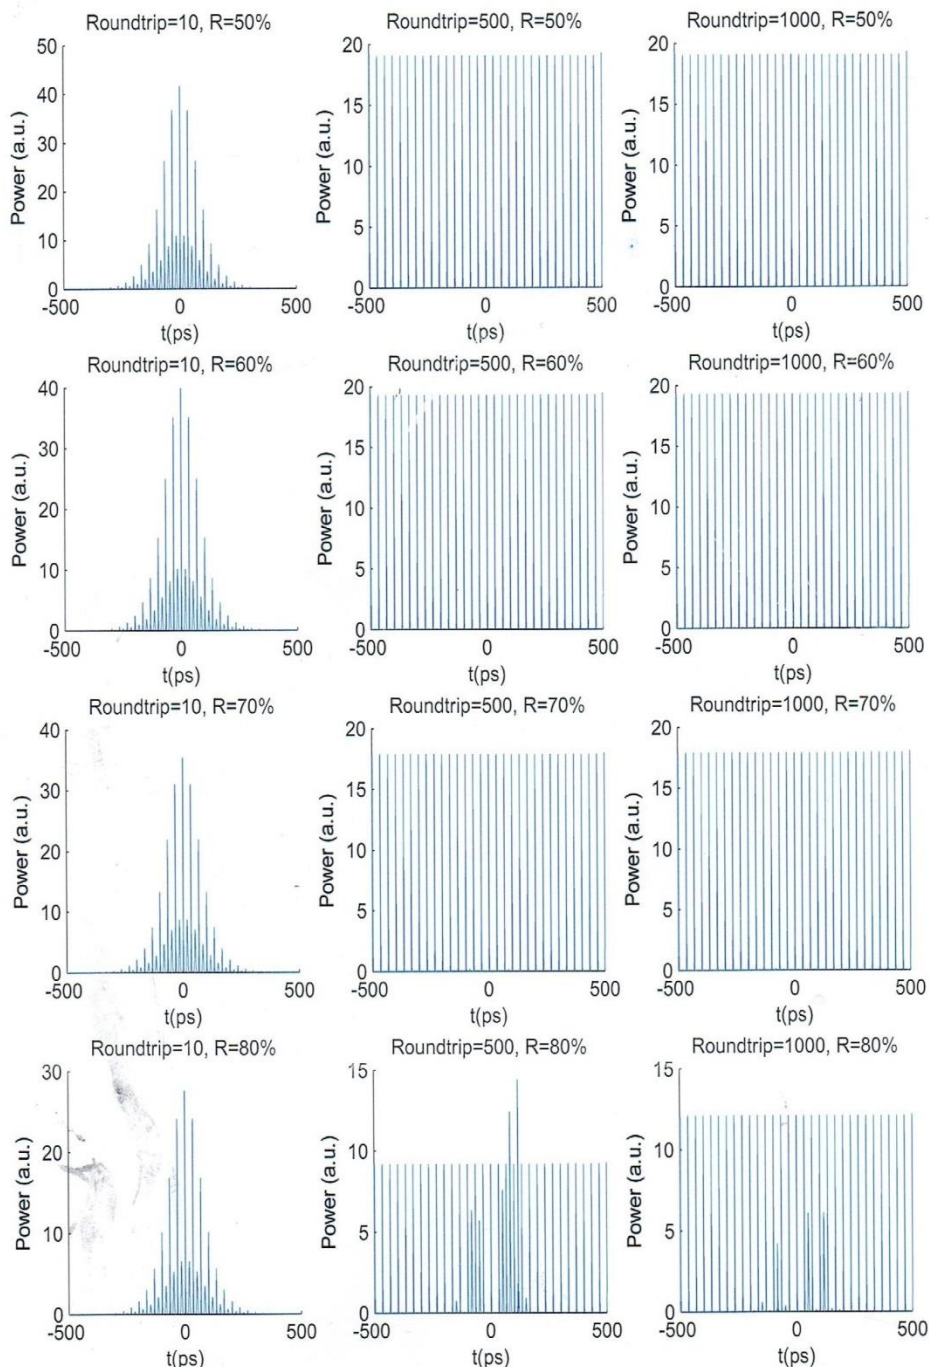 Roundtrip=10, R=50%
Roundtrip=500, R=50%
Roundtrip=1000, R=50%
50
40
30
20
10
0
Power (a.u.)
-500
0
500
t(ps)
20
15
10
5
0
Power (a.u.)
-500
0
500
t(ps)
20
15
10
5
0
Power (a.u.)
-500
0
500
t(ps)
Roundtrip=10, R=60%
Roundtrip=500, R=60%
Roundtrip=1000, R=60%
40
30
20
10
0
Power (a.u.)
-500
0
500
t(ps)
20
15
10
5
0
Power (a.u.)
-500
0
500
t(ps)
20
15
10
5
0
Power (a.u.)
-500
0
500
t(ps)
Roundtrip=10, R=70%
Roundtrip=500, R=70%
Roundtrip=1000, R=70%
40
30
20
10
0
Power (a.u.)
-500
0
500
t(ps)
20
15
10
5
0
Power (a.u.)
-500
0
500
t(ps)
20
15
10
5
0
Power (a.u.)
-500
0
500
t(ps)
Roundtrip=10, R=80%
Roundtrip=500, R=80%
Roundtrip=1000, R=80%
30
20
10
0
Power (a.u.)
-500
0
500
t(ps)
15
10
5
0
Power (a.u.)
-500
0
500
t(ps)
15
10
5
0
Power (a.u.)
-500
0
500
t(ps)